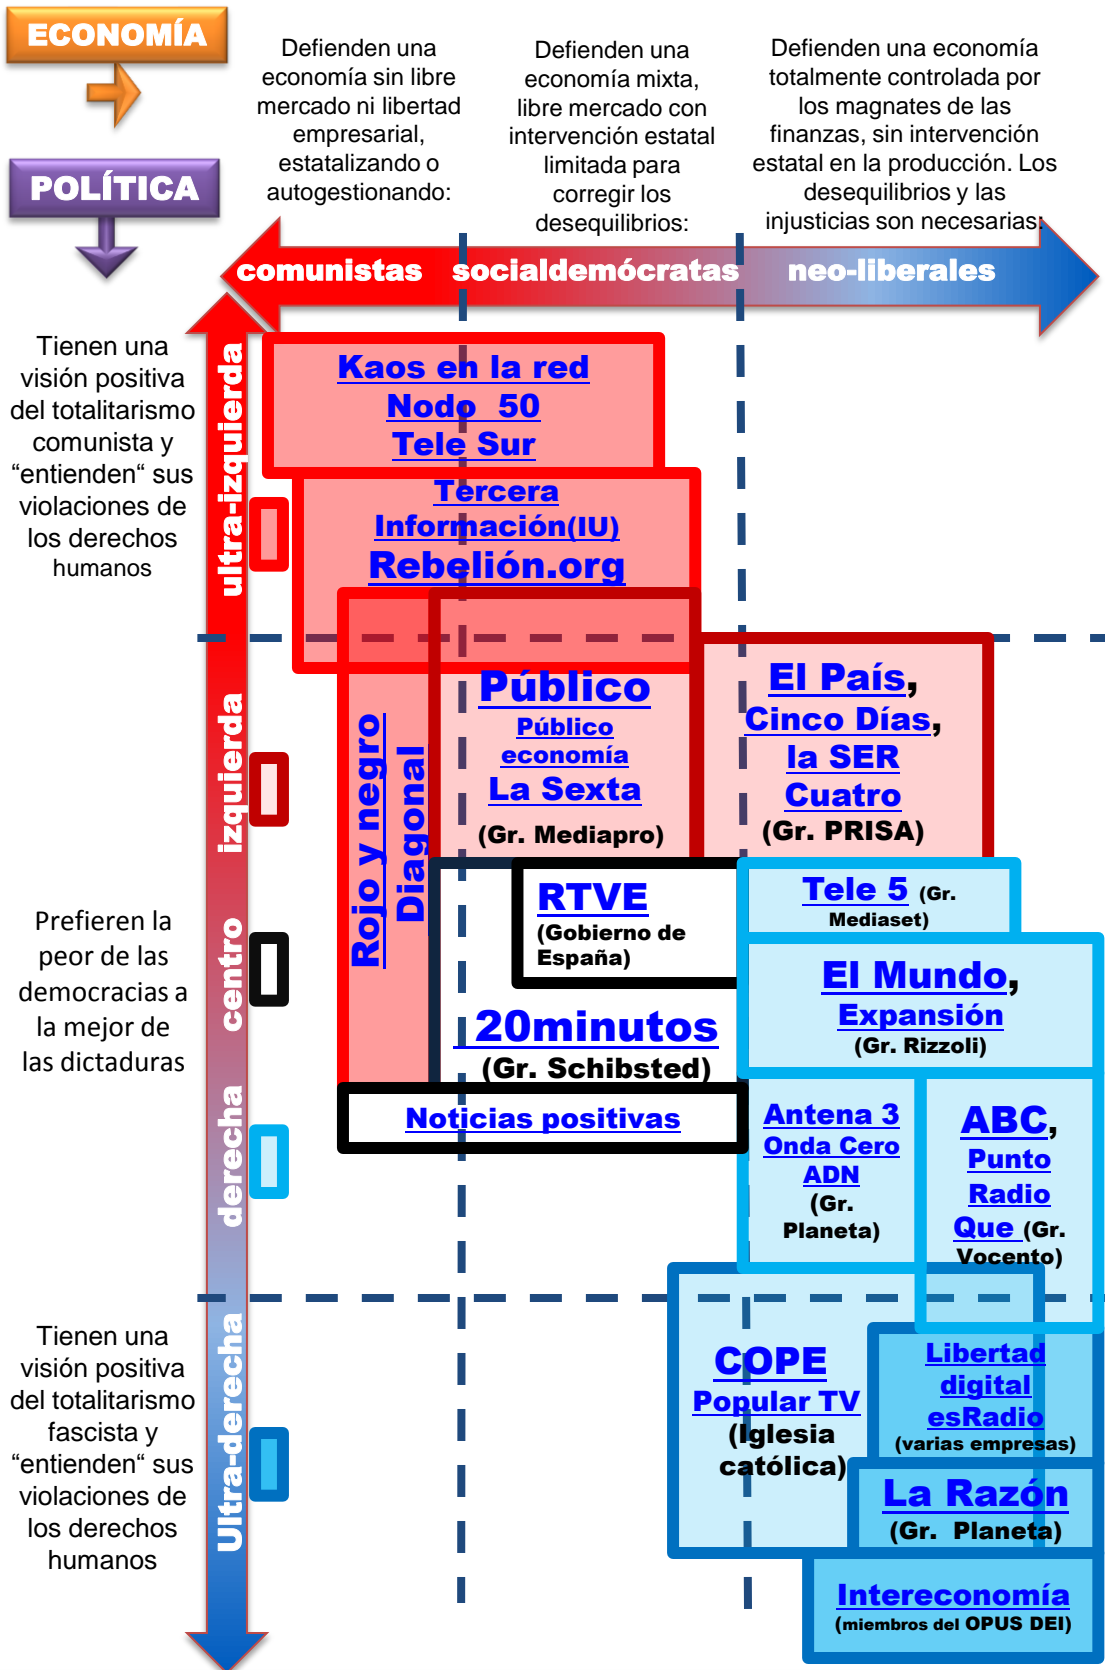 ECONOMÍA
POLÍTICA
Defienden una
economía sin libre
mercado ni libertad
empresarial,
estatalizando o
autogestionando:
Defienden una
economía mixta,
libre mercado con
intervención estatal
limitada para
corregir los
desequilibrios:
Defienden una economía
totalmente controlada por
los magnates de las
finanzas, sin intervención
estatal en la producción. Los
desequilibrios y las
injusticias son necesarias:
comunistas
socialdemócratas
neo-liberales
Tienen una
visión positiva
del totalitarismo
comunista y
“entienden“ sus
violaciones de
los derechos
humanos
Prefieren la
peor de las
democracias a
la mejor de
las dictaduras
Tienen una
visión positiva
del totalitarismo
fascista y
“entienden“ sus
violaciones de
los derechos
humanos
ultra-izquierda
izquierda
centro
derecha
Ultra-derecha
Kaos en la red
Nodo 50
Tele Sur
Tercera
Información(IU)
Rebelión.org
Rojo y negro
Diagonal
Público
Público
economía
La Sexta
(Gr. Mediapro)
El País,
Cinco Días,
la SER
Cuatro
(Gr. PRISA)
RTVE
(Gobierno de
España)
20minutos
(Gr. Schibsted)
Noticias positivas
Tele 5 (Gr.
Mediaset)
El Mundo,
Expansión
(Gr. Rizzoli)
Antena 3
Onda Cero
ADN
(Gr.
Planeta)
ABC,
Punto
Radio
Que (Gr.
Vocento)
COPE
Popular TV
(Iglesia
católica)
Libertad
digital
esRadio
(varias empresas)
La Razón
(Gr. Planeta)
Intereconomía
(miembros del OPUS DEI)